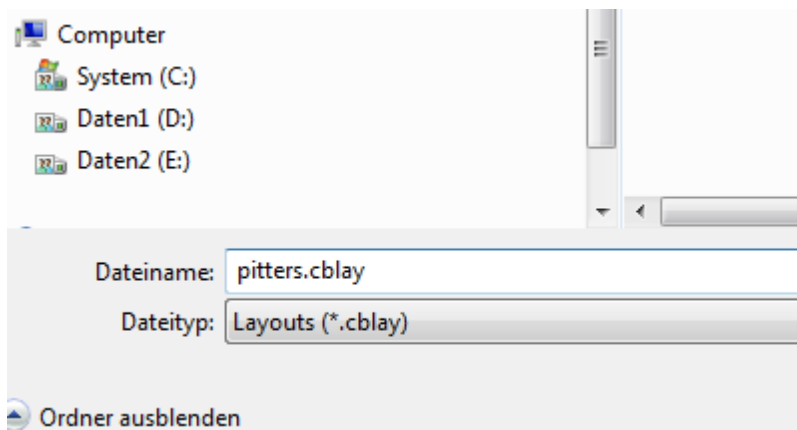 Computer
System (C:)
Daten1 (D:)
Daten2 (E:)
Dateiname: pitters.cblay
Dateityp: Layouts (*.cblay)
Ordner ausblenden